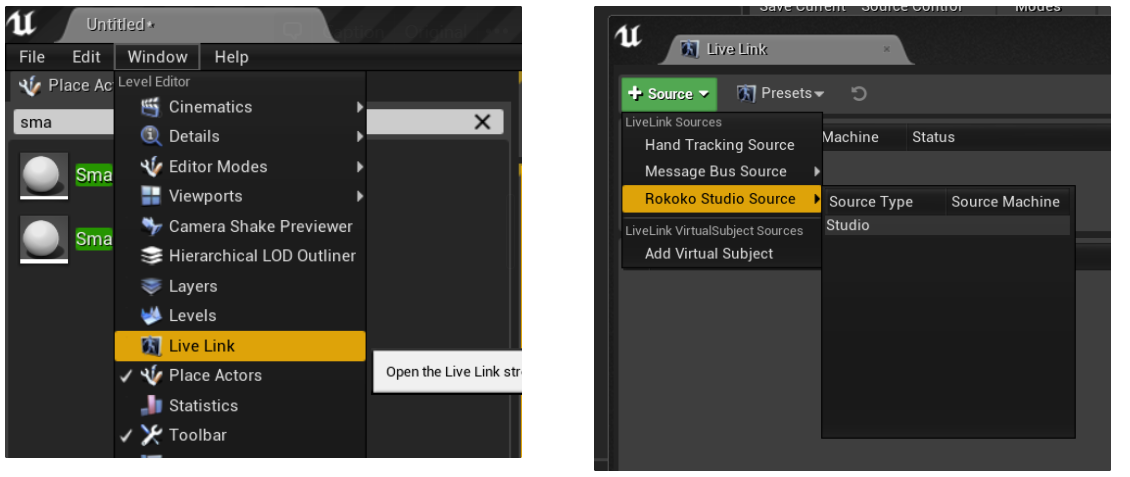 Untitled•
File Edit Window Help
Place Ac
Level Editor
sma
Cinematics
Details
Sma
Editor Modes
Viewports
Camera Shake Previewer
Sma
Hierarchical LOD Outliner
Layers
Levels
Live Link
Open the Live Link str
Place Actors
Statistics
Toolbar
Save Current Source Control Modes
Live Link
Source Presets
LiveLink Sources
Machine Status
Hand Tracking Source
Message Bus Source
Rokoko Studio Source
Source Type Source Machine
Studio
LiveLink VirtualSubject Sources
Add Virtual Subject